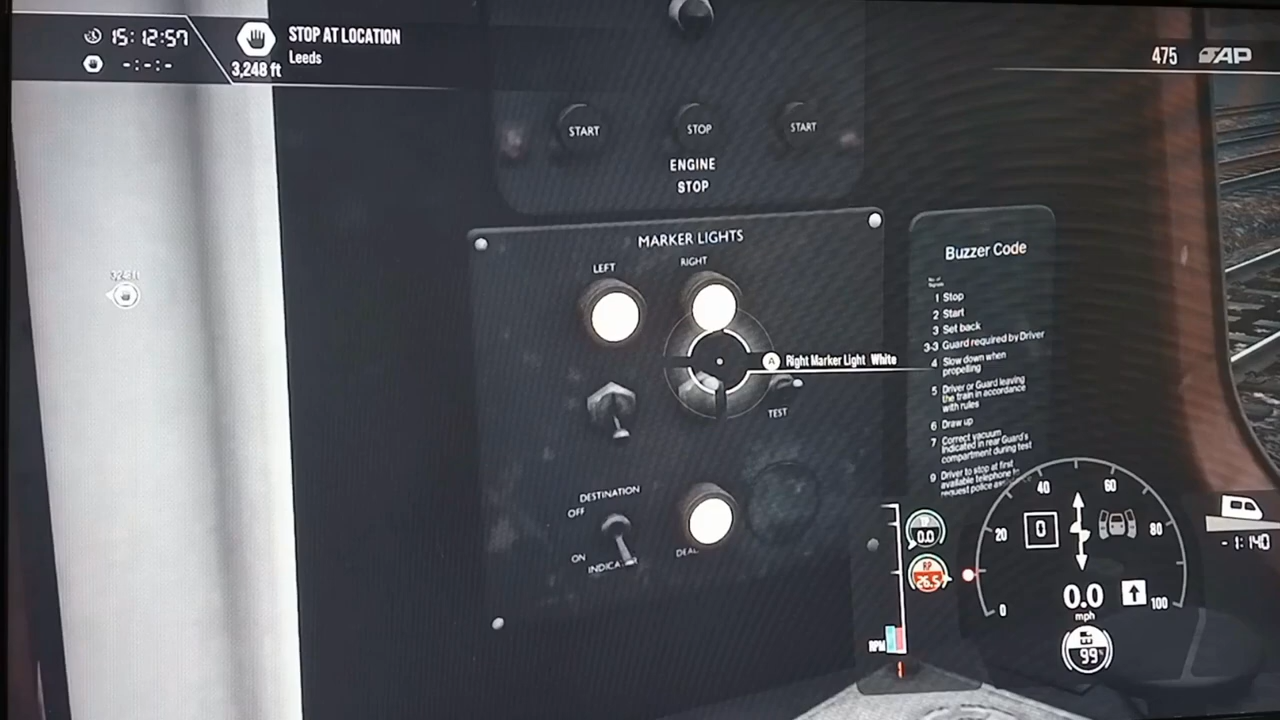 15:12:57
-:-:-
STOP AT LOCATION
Leeds
3,248 ft
475
AP
START
STOP
START
ENGINE
STOP
MARKER LIGHTS
LEFT
RIGHT
A Right Marker Light White
TEST
DESTINATION
OFF
ON
Buzzer Code
1 Stop
2 Start
3 Set back
3-3 Guard required by Driver
4 Slow down when
propelling
5 Driver or Guard leaving
the train in accordance
with rules
6 Draw up
7 Correct vacuum
indicated in rear Guard's
compartment during test
9 Driver to stop at first
available telephone
request police
0.0
RP
26.5
RPM
0
20
40
60
80
100
0
0.0
mph
99%
-1:140